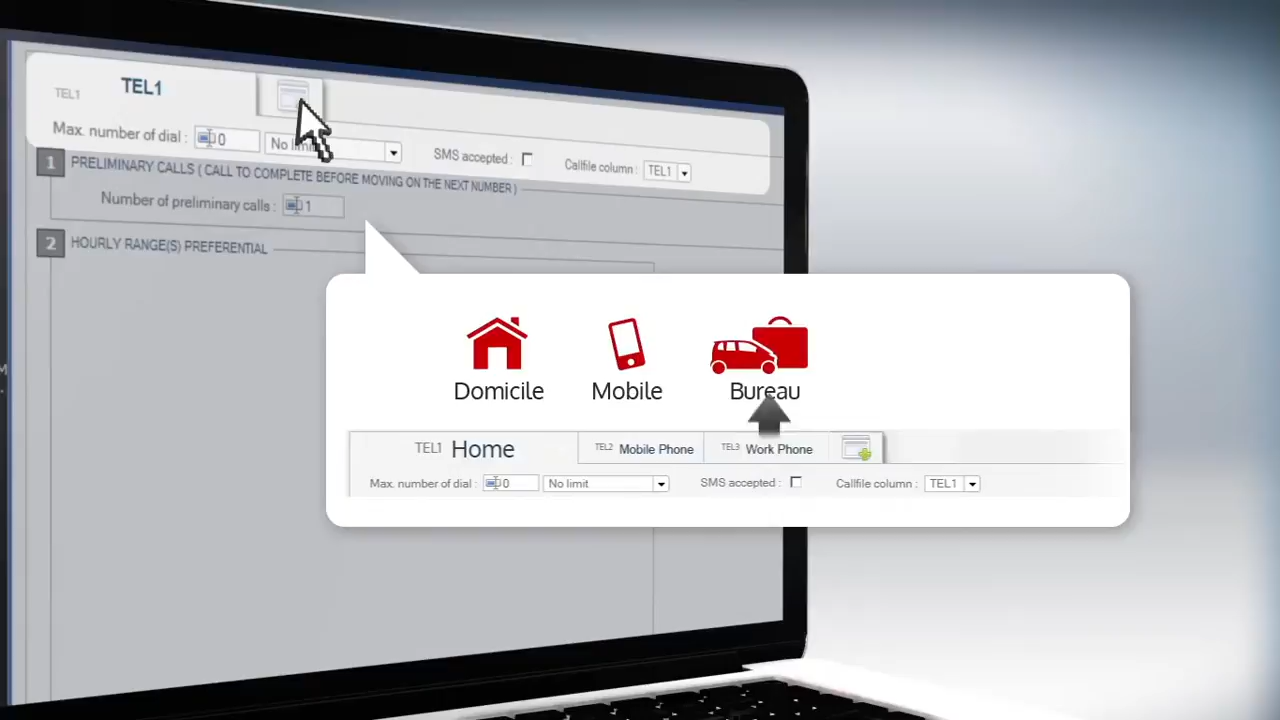 TEL1 TEL1
Max. number of dial : 0 SMS accepted : Callfile column : TEL1
1 PRELIMINARY CALLS ( CALL TO COMPLETE BEFORE MOVING ON THE NEXT NUMBER )
Number of preliminary calls : 1
2 HOURLY RANGE(S) PREFERENTIAL
Domicile Mobile Bureau
TEL1 Home TEL2 Mobile Phone TEL3 Work Phone
Max. number of dial : 0 No limit SMS accepted : Callfile column : TEL1